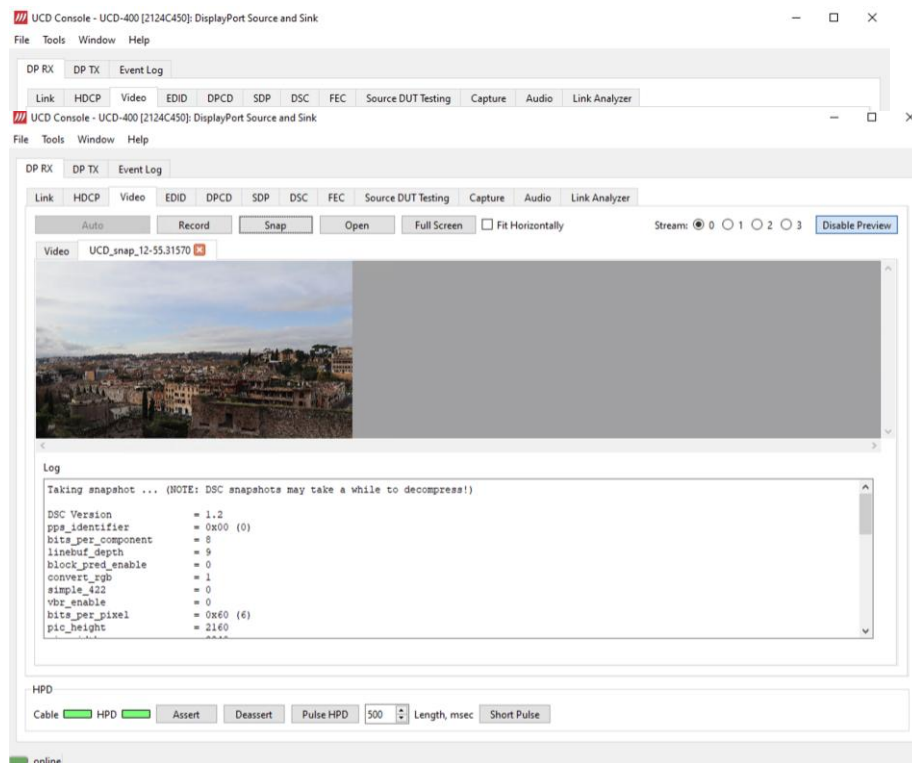 UCD Console - UCD-400 [2124C450]: DisplayPort Source and Sink
File Tools Window Help
DP RX DP TX Event Log
Link HDCP Video EDID DPCD SDP DSC FEC Source DUT Testing Capture Audio Link Analyzer
UCD Console - UCD-400 [2124C450]: DisplayPort Source and Sink
File Tools Window Help
DP RX DP TX Event Log
Link HDCP Video EDID DPCD SDP DSC FEC Source DUT Testing Capture Audio Link Analyzer
Auto Record Snap Open Full Screen Fit Horizontally Stream: 0 1 2 3 Disable Preview
Video UCD_snap_12-55.31570
Log
Taking snapshot ... (NOTE: DSC snapshots may take a while to decompress!)
DSC Version = 1.2
pps_identifier = 0x00 (0)
bits_per_component = 8
linebuf_depth = 9
block_pred_enable = 0
convert_rgb = 1
simple_422 = 0
vbr_enable = 0
bits_per_pixel = 0x60 (6)
pic_height = 2160
HPD
Cable HPD Assert Deassert Pulse HPD 500 Length, msec Short Pulse
online